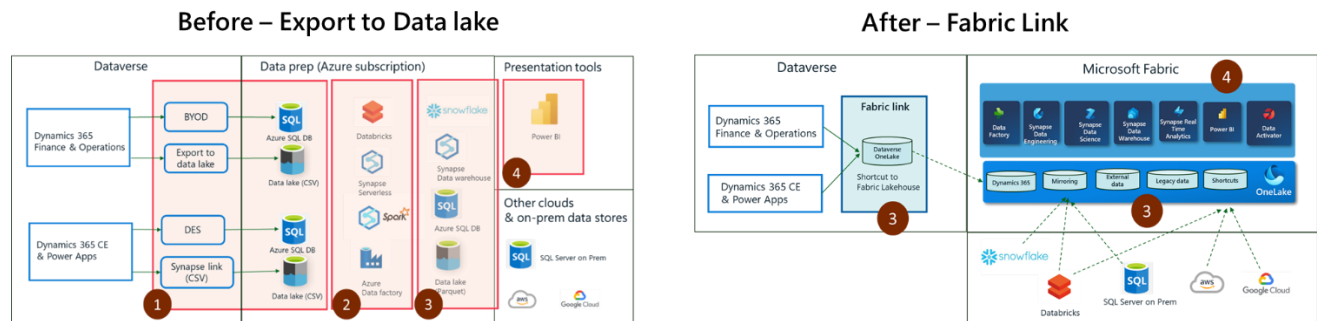 Before – Export to Data lake
Dataverse
Data prep (Azure subscription)
Presentation tools
Dynamics 365
Finance & Operations
BYOD
Export to
data lake
SQL
Azure SQL DB
Data lake (CSV)
Dynamics 365 CE
& Power Apps
DES
Synapse link
(CSV)
SQL
Azure SQL DB
Data lake (CSV)
1
Databricks
Synapse
Serverless
Spark
Azure
Data factory
2
snowflake
Synapse
Data warehouse
SQL
Azure SQL DB
Data lake
(Parquet)
3
Power BI
4
Other clouds
& on-prem data stores
SQL
SQL Server on Prem
aws
Google Cloud
After – Fabric Link
Dataverse
Microsoft Fabric
Dynamics 365
Finance & Operations
Dynamics 365 CE
& Power Apps
Fabric link
Dataverse
OneLake
Shortcut to
Fabric Lakehouse
3
4
Data
Factory
Synapse
Data
Engineering
Synapse
Data
Science
Synapse
Data
Warehouse
Synapse Real
Time
Analytics
Power BI
Data
Activator
Dynamics 365
Mirroring
External
data
Legacy data
Shortcuts
OneLake
3
snowflake
Databricks
SQL
SQL Server on Prem
aws
Google Cloud